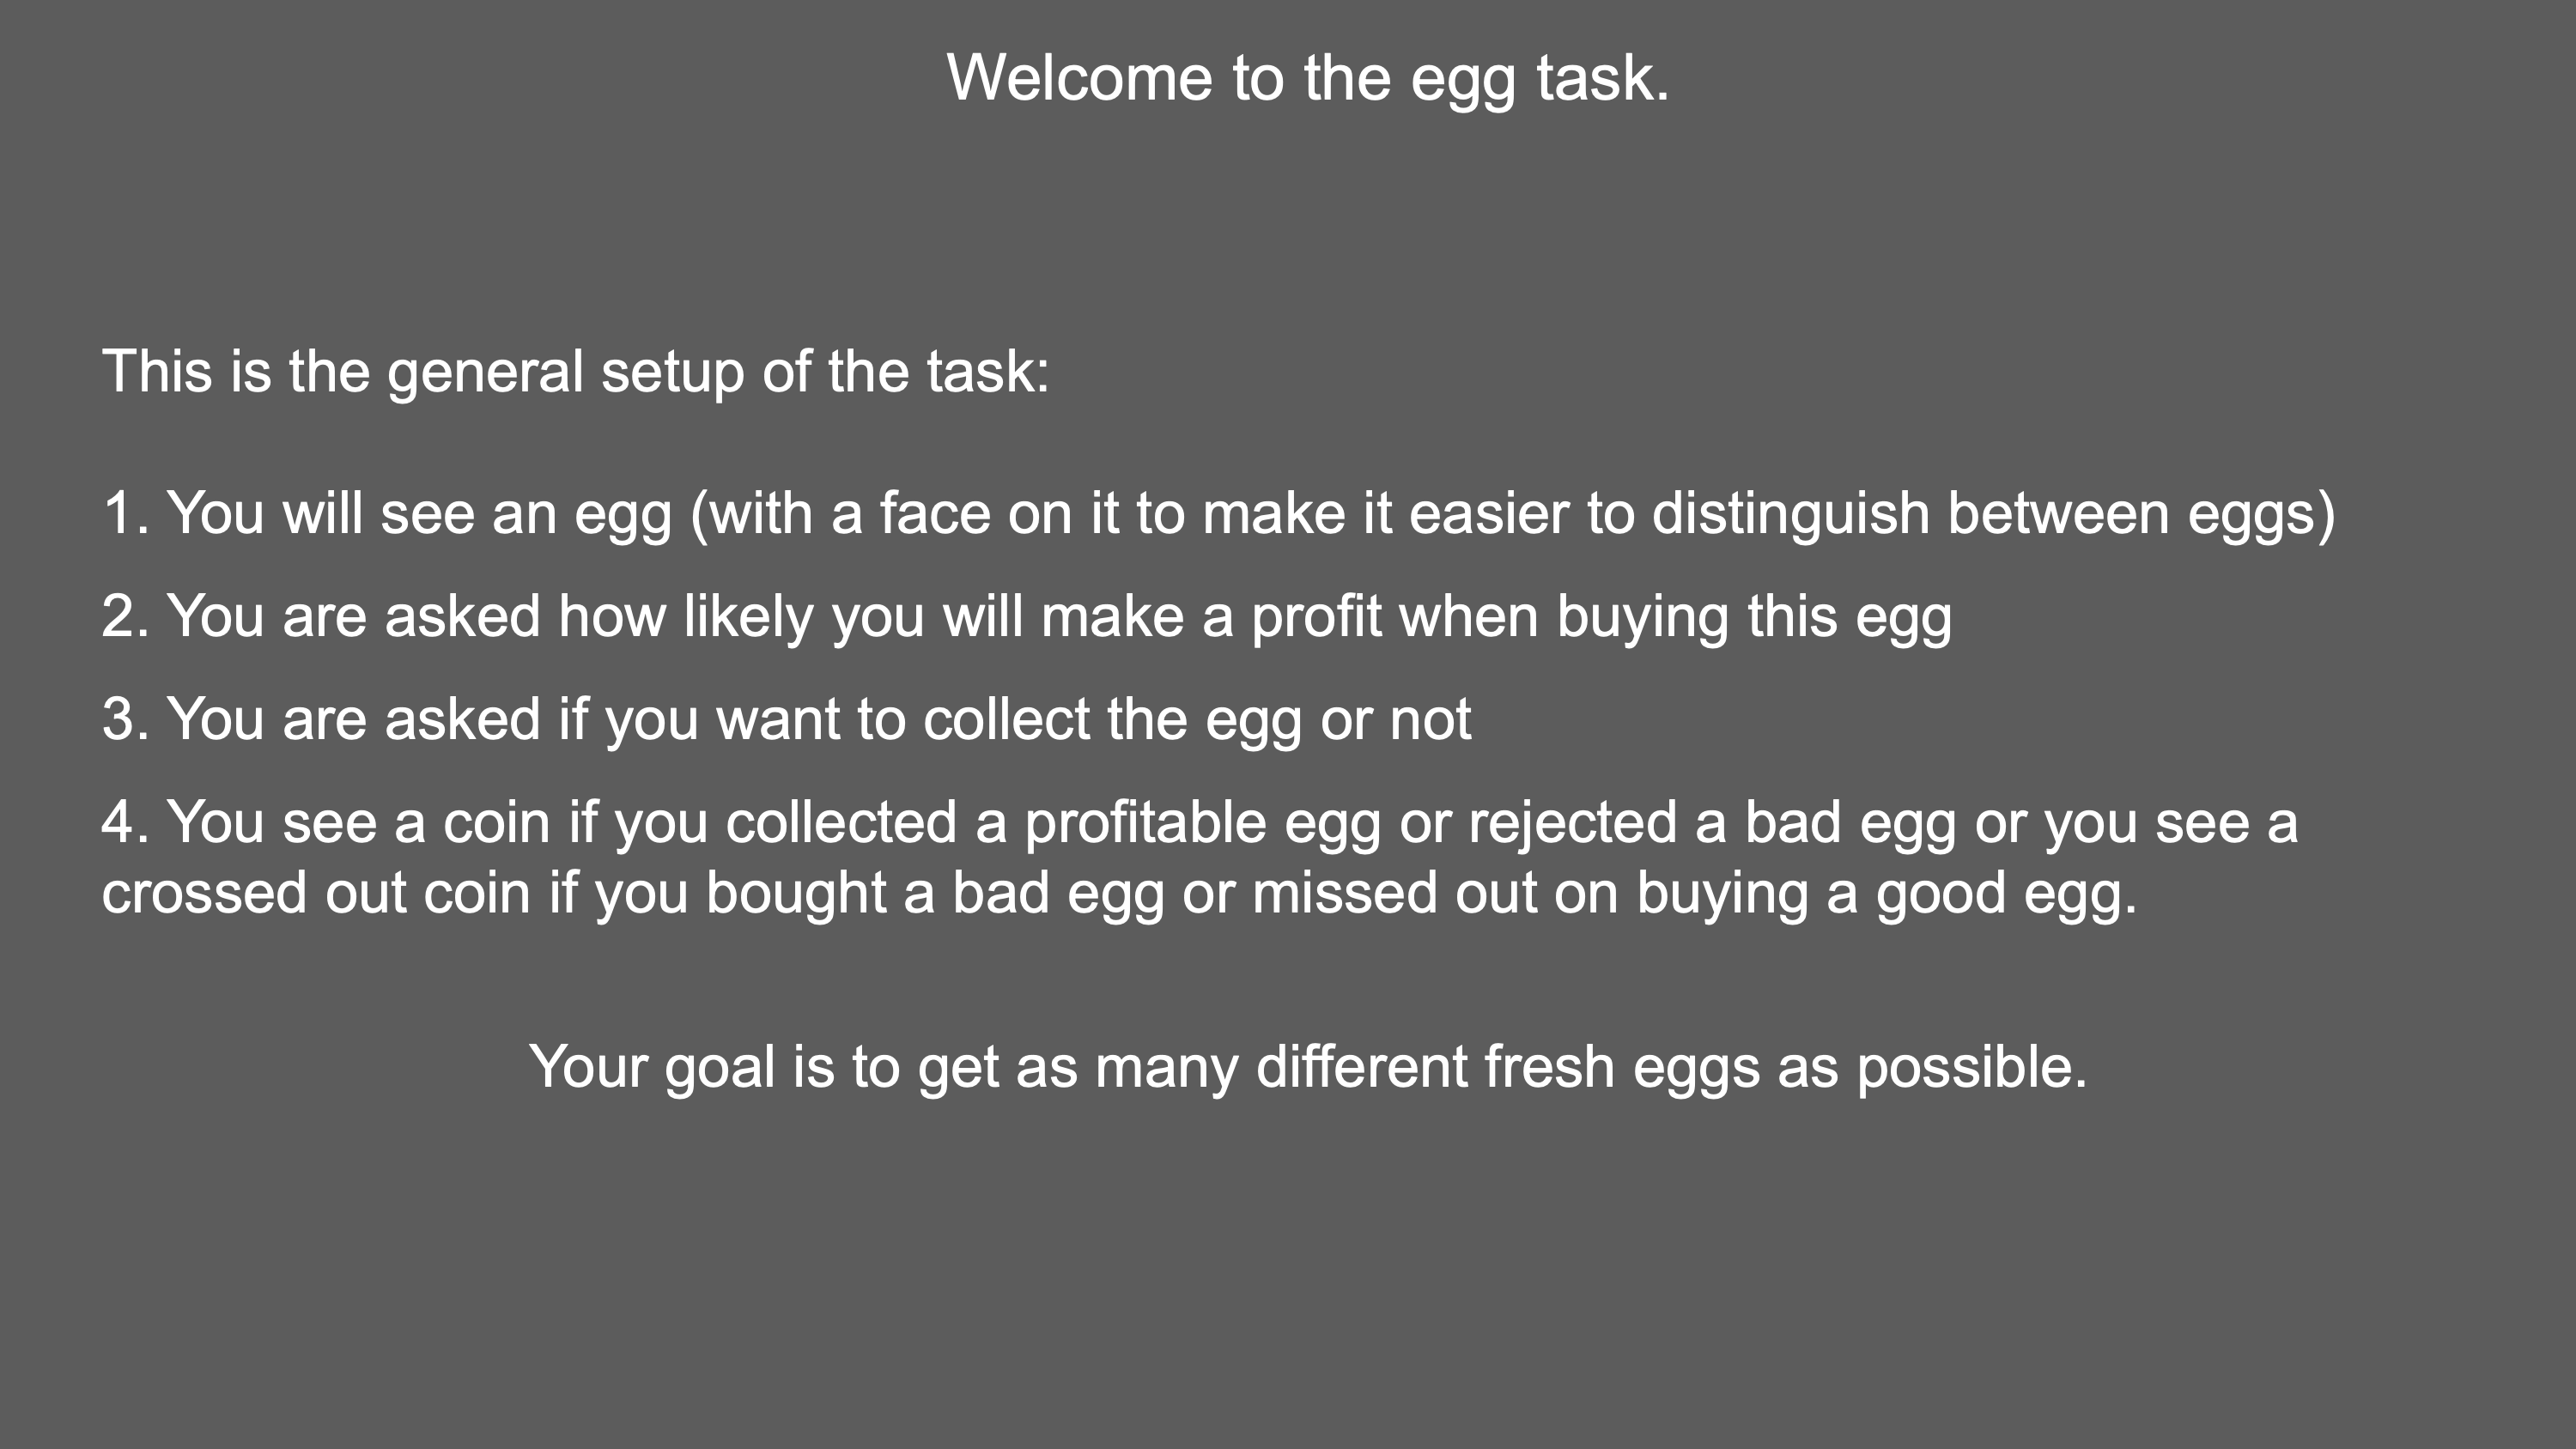 Welcome to the egg task.
This is the general setup of the task:
1. You will see an egg (with a face on it to make it easier to distinguish between eggs)
2. You are asked how likely you will make a profit when buying this egg
3. You are asked if you want to collect the egg or not
4. You see a coin if you collected a profitable egg or rejected a bad egg or you see a
crossed out coin if you bought a bad egg or missed out on buying a good egg.
Your goal is to get as many different fresh eggs as possible.